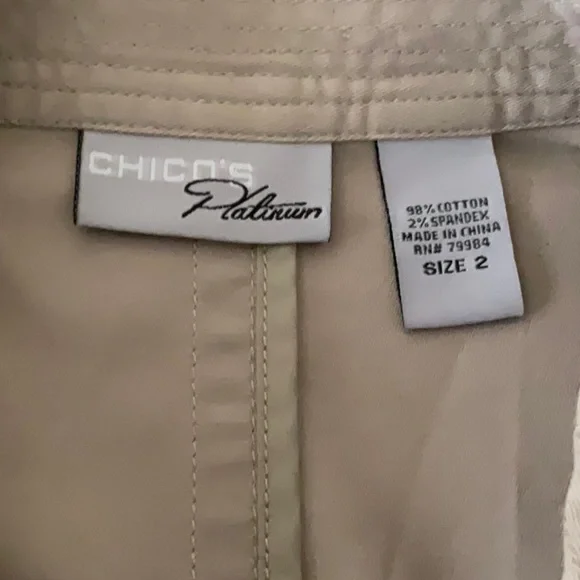 CHICO'S
Platinum
98% COTTON
2% SPANDEX
MADE IN CHINA
RN# 79984
SIZE 2